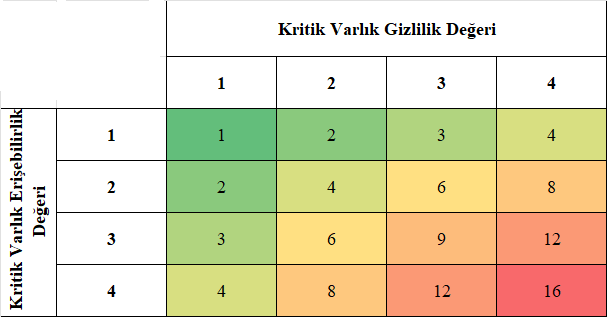 Kritik Varlık Gizlilik Değeri
1 2 3 4
Kritik Varlık Erişebilirlik
Değeri
1 1 2 3 4
2 2 4 6 8
3 3 6 9 12
4 4 8 12 16